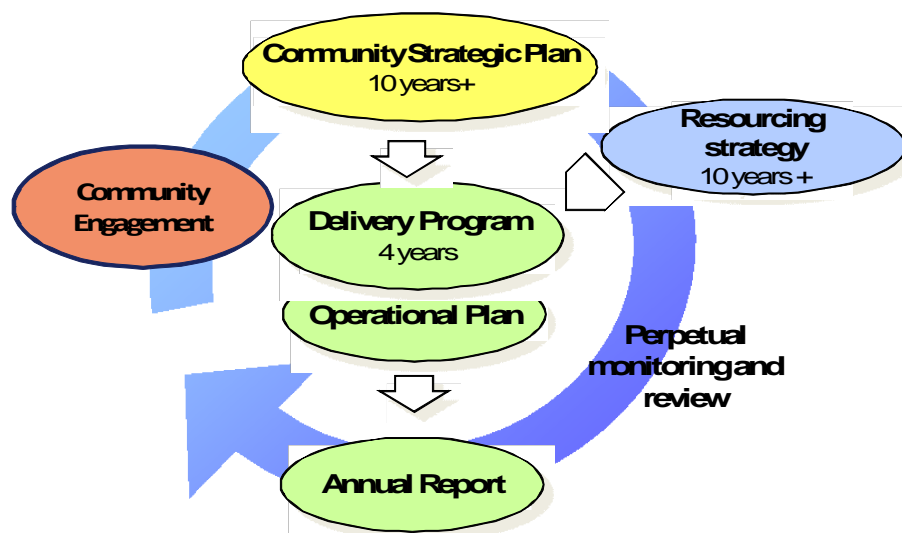 Community Strategic Plan
10 years+
Resourcing
strategy
10 years +
Community
Engagement
Delivery Program
4 years
Operational Plan
Perpetual
monitoring and
review
Annual Report